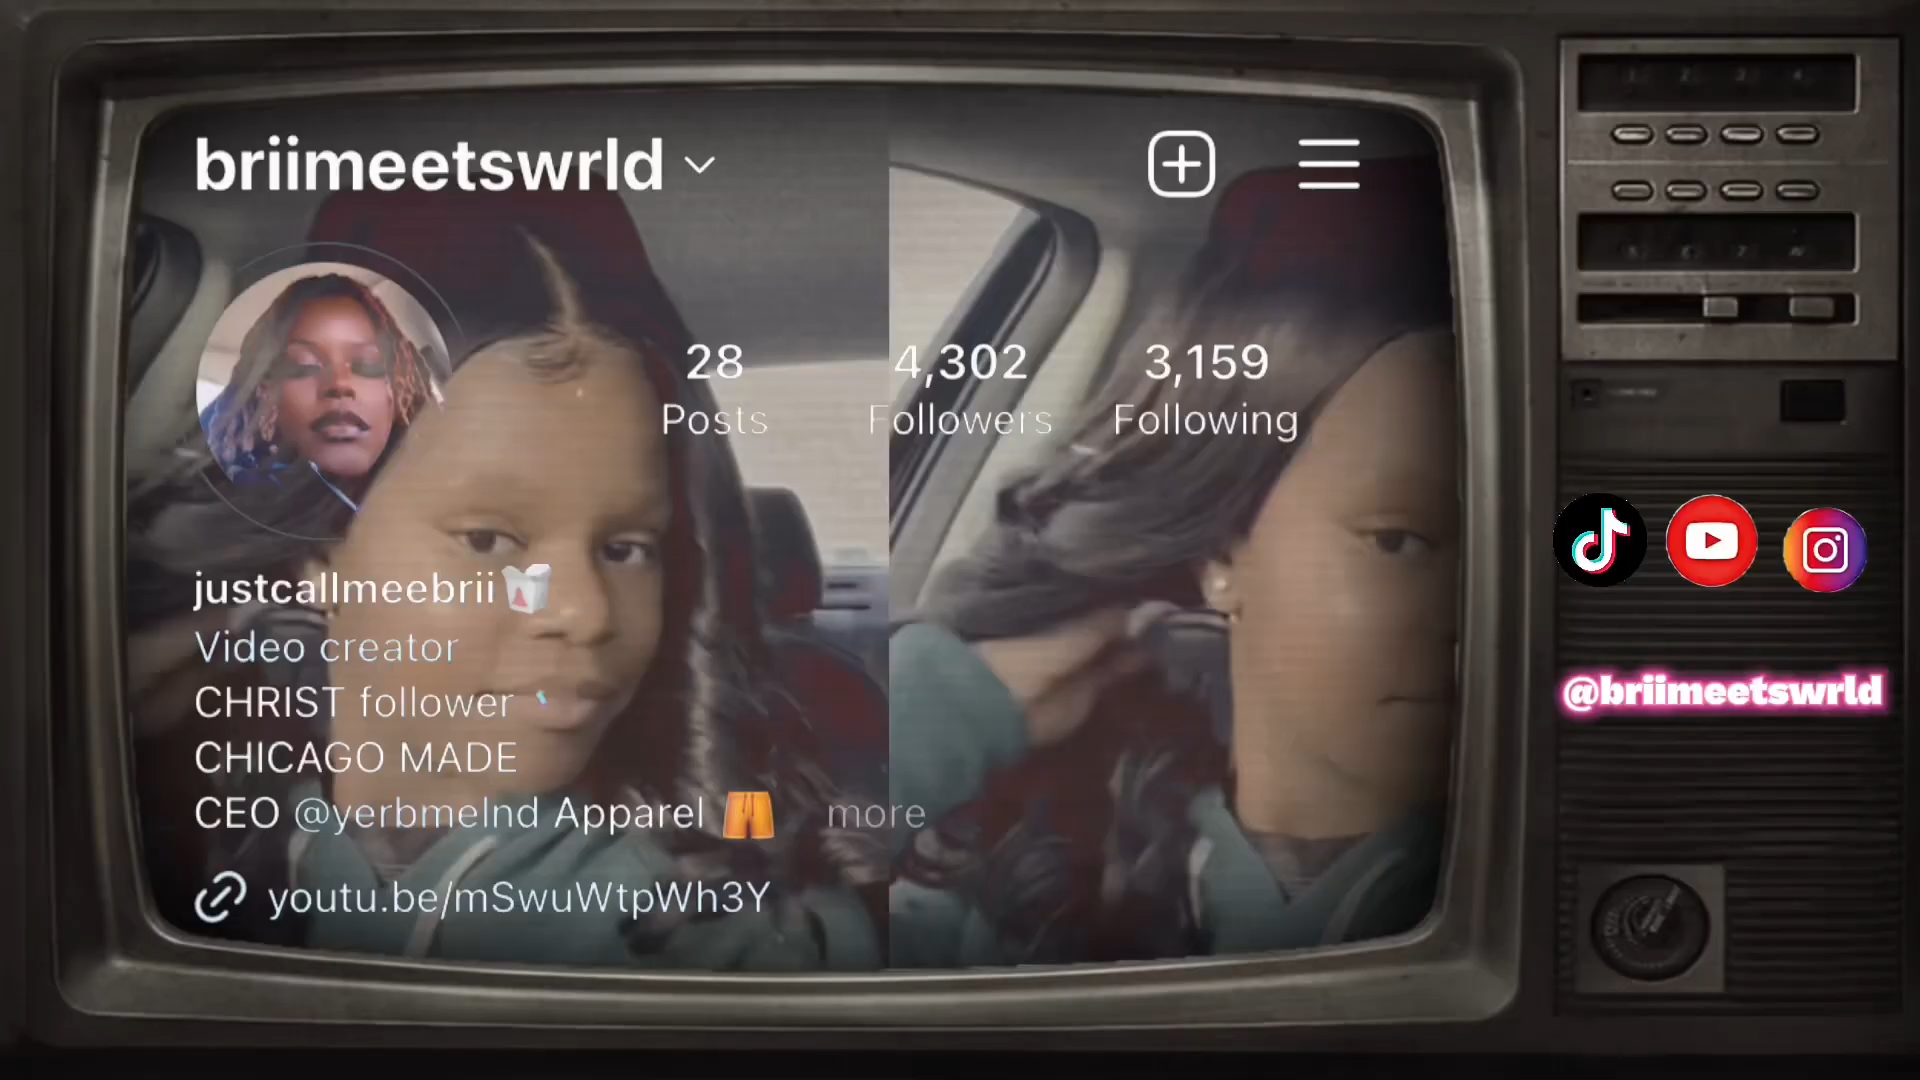 briimeetswrld
28 4,302 3,159
Posts Followers Following
justcallmeebrii
Video creator
CHRIST follower
CHICAGO MADE
CEO @yerbmelnd Apparel more
youtu.be/mSwuWtpWh3Y
@briimeetswrld